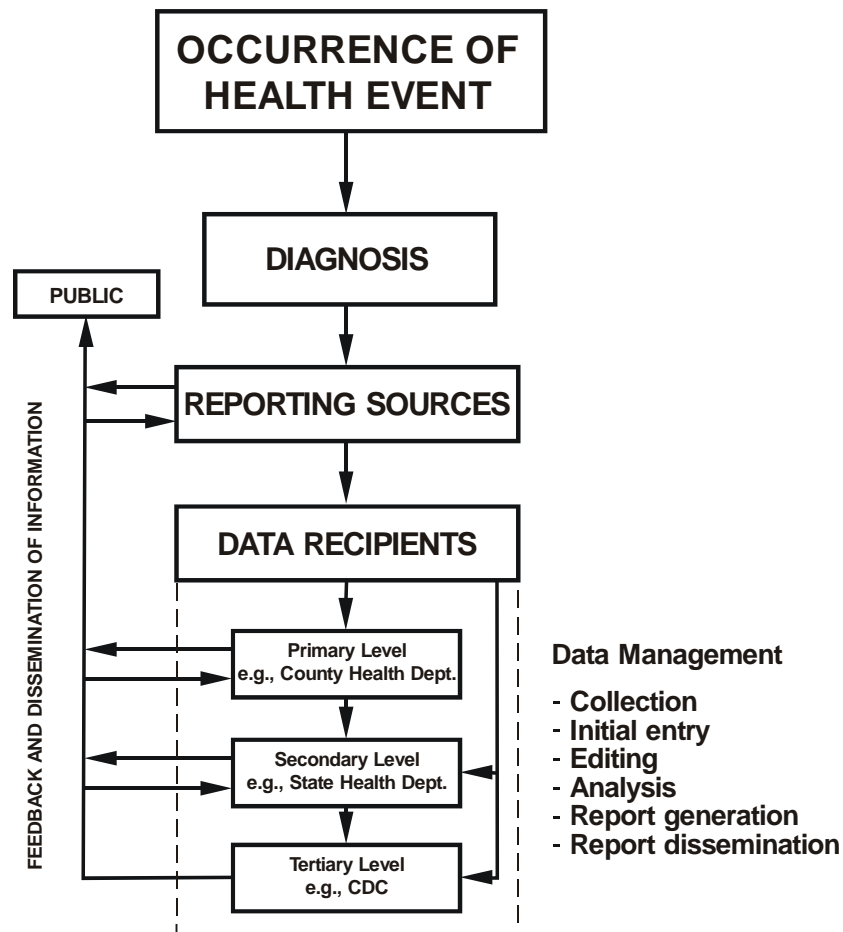 OCCURRENCE OF
HEALTH EVENT
DIAGNOSIS
PUBLIC
REPORTING SOURCES
FEEDBACK AND DISSEMINATION OF INFORMATION
DATA RECIPIENTS
Primary Level
e.g., County Health Dept.
Secondary Level
e.g., State Health Dept.
Tertiary Level
e.g., CDC
Data Management
- Collection
- Initial entry
- Editing
- Analysis
- Report generation
- Report dissemination